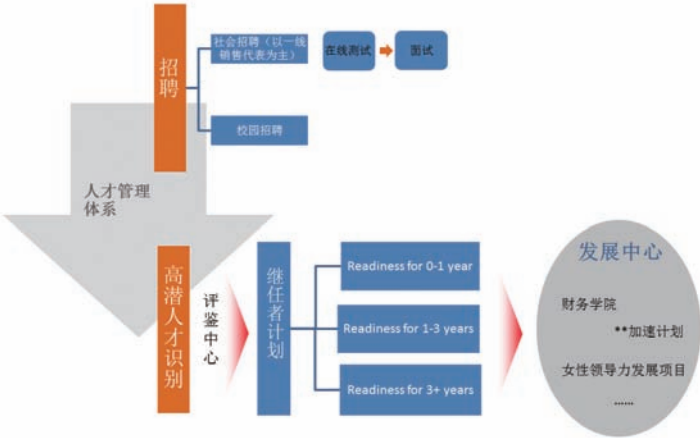 招聘
社会招聘（以一线
销售代表为主）
在线测试
面试
校园招聘
人才管理
体系
高潜人才识别
评鉴中心
继任者计划
Readiness for 0-1 year
Readiness for 1-3 years
Readiness for 3+ years
发展中心
财务学院
**加速计划
女性领导力发展项目
......